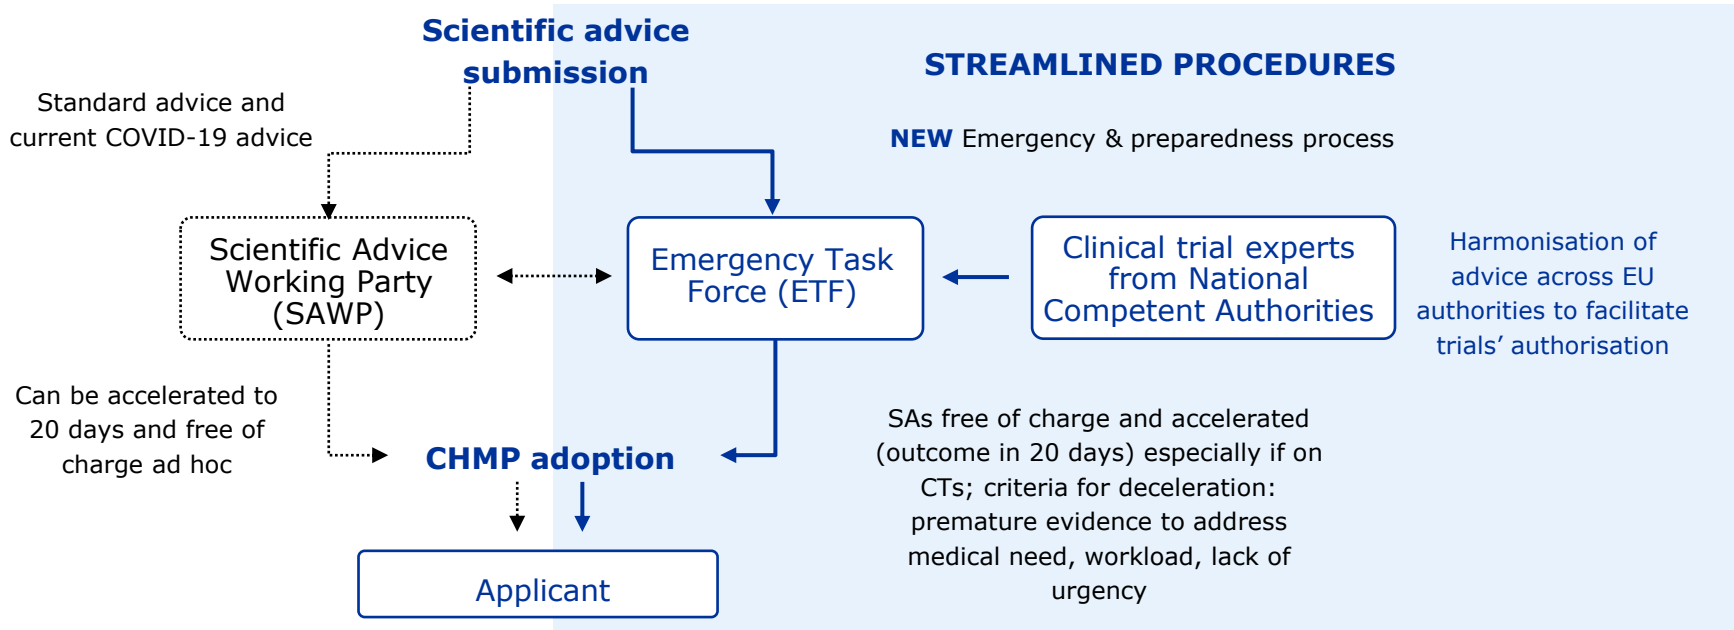 Scientific advice
submission
STREAMLINED PROCEDURES
Standard advice and
current COVID-19 advice
NEW Emergency & preparedness process
Scientific Advice
Working Party
(SAWP)
Emergency Task
Force (ETF)
Clinical trial experts
from National
Competent Authorities
Harmonisation of
advice across EU
authorities to facilitate
trials’ authorisation
Can be accelerated to
20 days and free of
charge ad hoc
CHMP adoption
SAs free of charge and accelerated
(outcome in 20 days) especially if on
CTs; criteria for deceleration:
premature evidence to address
medical need, workload, lack of
urgency
Applicant